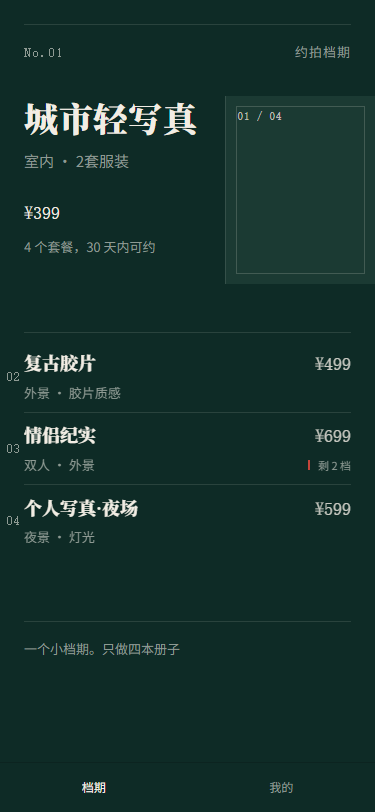 No.01
约拍档期
城市轻写真
室内 · 2套服装
¥399
4 个套餐，30 天内可约
01 / 04
02
复古胶片
¥499
外景 · 胶片质感
03
情侣纪实
¥699
双人 · 外景
剩2档
04
个人写真·夜场
¥599
夜景 · 灯光
一个小档期。只做四本册子
档期
我的